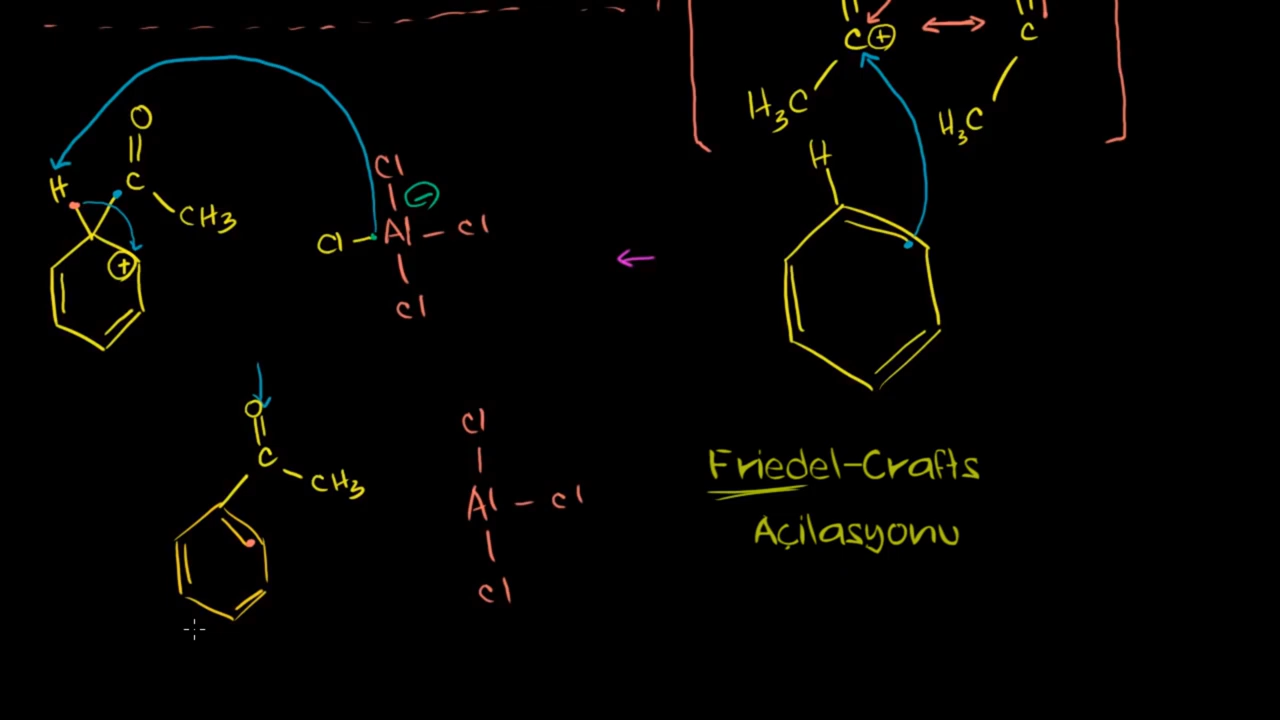 C +
C
H₃C
H₃C
H
O
C
H
CH₃
+
Cl
−
Cl
Al
Cl
Cl
O
C
CH₃
Cl
Al
Cl
Cl
Friedel-Crafts
Açilasyonu